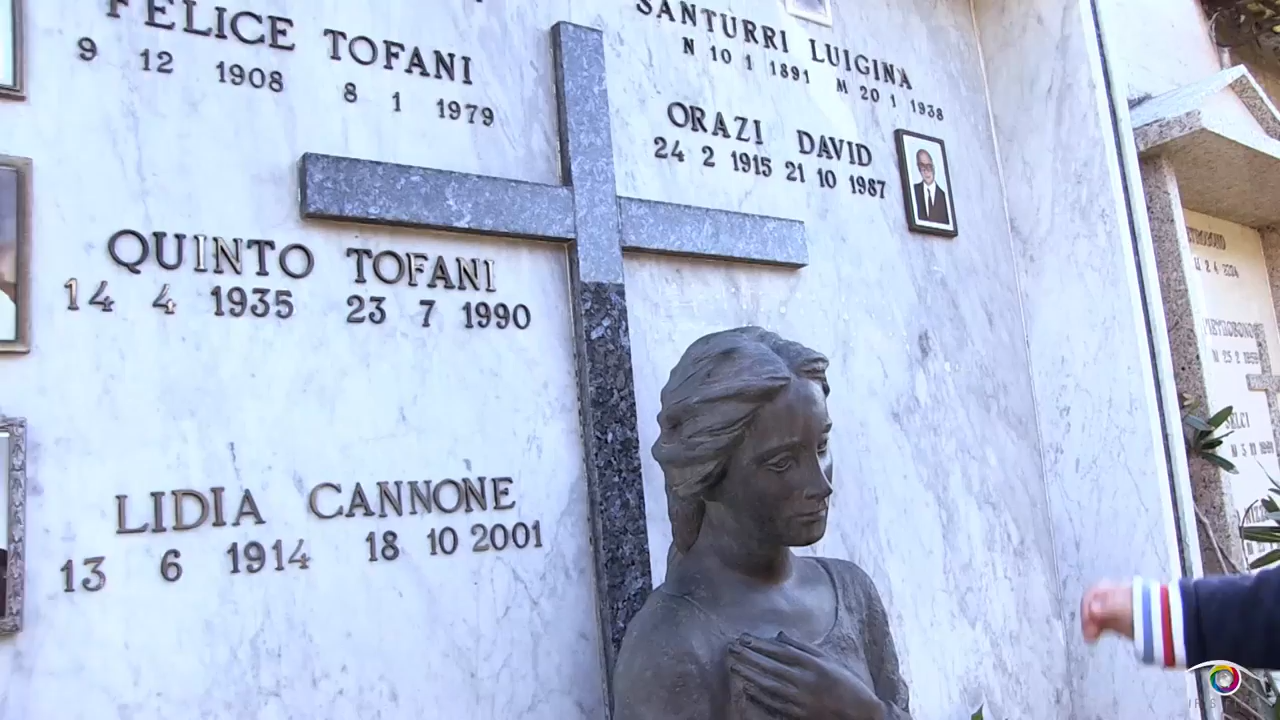 FELICE TOFANI
9 12 1908 8 1 1979
SANTURRI LUIGINA
N 10 1 1891 M 20 1 1938
ORAZI DAVID
24 2 1915 21 10 1987
QUINTO TOFANI
14 4 1935 23 7 1990
LIDIA CANNONE
13 6 1914 18 10 2001
SELCI